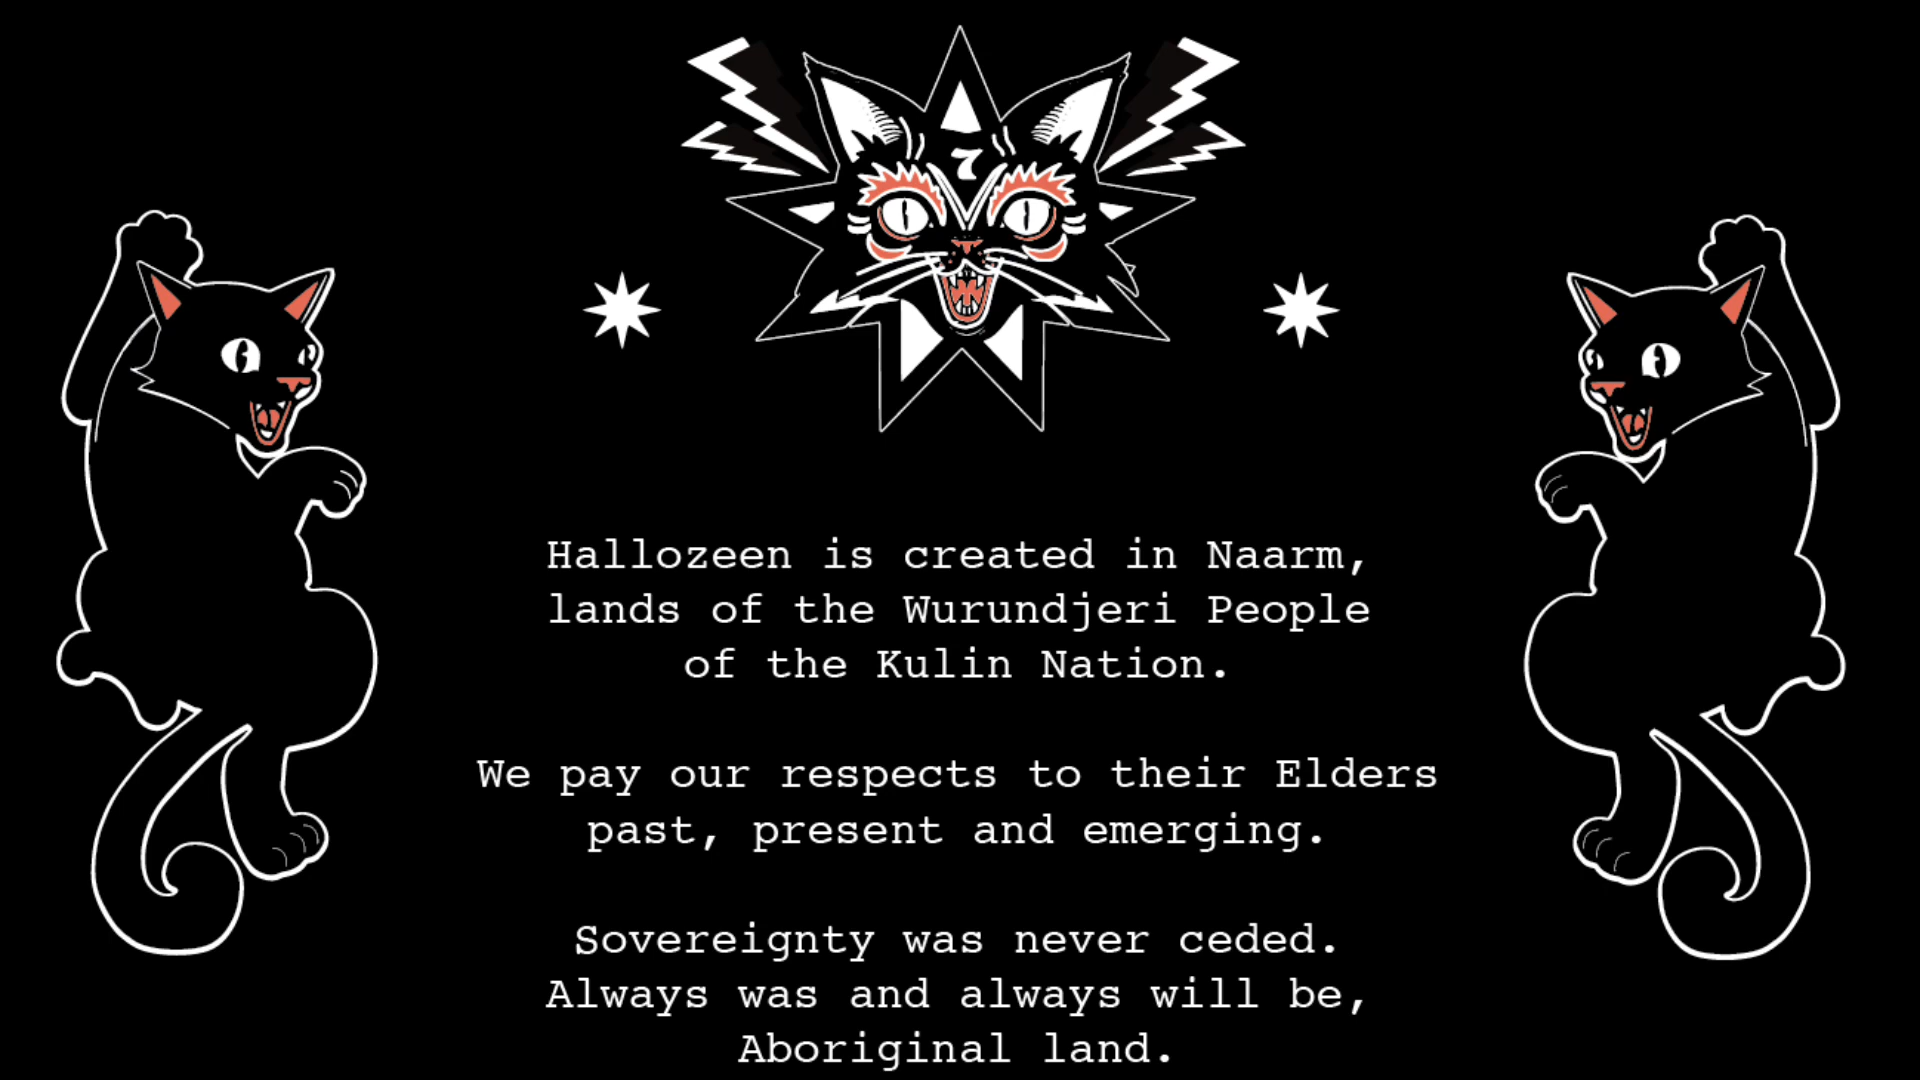 7
Hallozeen is created in Naarm,
lands of the Wurundjeri People
of the Kulin Nation.
We pay our respects to their Elders
past, present and emerging.
Sovereignty was never ceded.
Always was and always will be,
Aboriginal land.